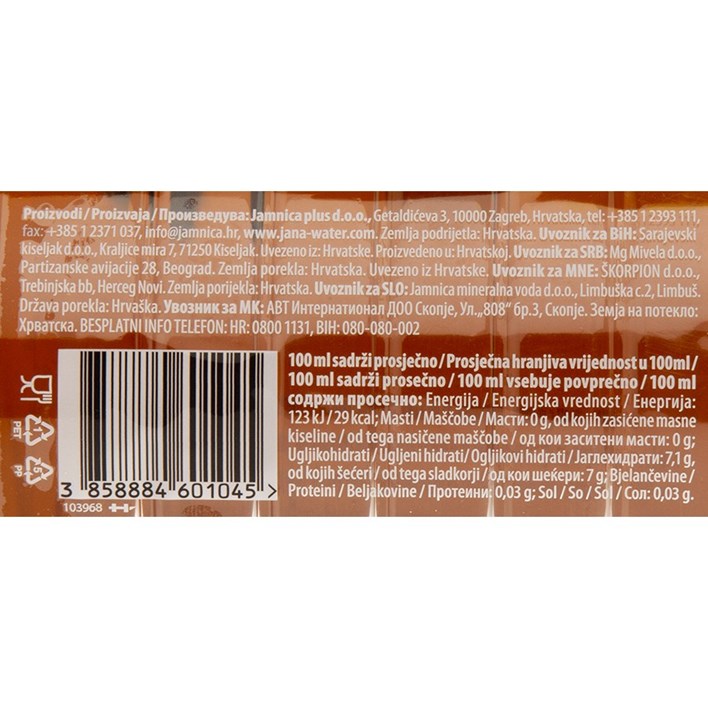 Proizvodi / Proizvaja / Произведува: Jamnica plus d.o.o., Getaldićeva 3, 10000 Zagreb, Hrvatska, tel: +385 1 2393 111,
fax: +385 1 2371 037, info@jamnica.hr, www.jana-water.com. Zemlja podrijetla: Hrvatska. Uvoznik za BiH: Sarajevski
kiseljak d.o.o., Kraljice mira 7, 71250 Kiseljak. Uvezeno iz: Hrvatske. Proizvedeno u: Hrvatskoj. Uvoznik za SRB: Mg Mivela d.o.o.,
Partizanske avijacije 28, Beograd. Zemlja porekla: Hrvatska. Uvezeno iz Hrvatske. Uvoznik za MNE: ŠKORPION d.o.o.,
Trebinjska bb, Herceg Novi. Zemlja porijekla: Hrvatska. Uvoznik za SLO: Jamnica mineralna voda d.o.o., Limbuška c.2, Limbuš.
Država porekla: Hrvaška. Увозник за МК: АВТ Интернационал ДОО Скопје, Ул.„808“ бр.3, Скопје. Земја на потекло:
Хрватска. BESPLATNI INFO TELEFON: HR: 0800 1131, BIH: 080-080-002
100 ml sadrži prosječno / Prosječna hranjiva vrijednost u 100ml /
100 ml sadrži prosečno / 100 ml vsebuje povprečno / 100 ml
содржи просечно: Energija / Energijska vrednost / Енергија:
123 kJ / 29 kcal; Masti / Maščobe / Масти: 0 g, od kojih zasićene masne
kiseline / od tega nasičene maščobe / од кои заситени масти: 0 g;
Ugljikohidrati / Ugljeni hidrati / Ogljikovi hidrati / Јаглехидрати: 7,1 g,
od kojih šećeri / od tega sladkorji / од кои шеќери: 7 g; Bjelančevine /
Proteini / Beljakovine / Протеини: 0,03 g; Sol / So / Sol / Сол: 0,03 g.
1
PET
5
PP
3 858884 601045 >
103968